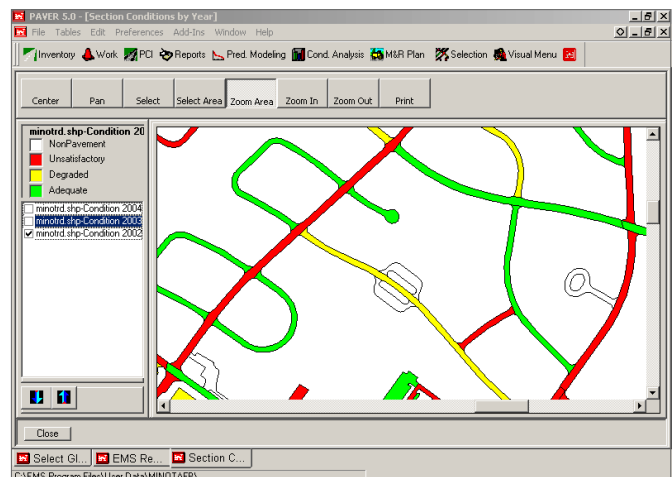 PAVER 5.0 - [Section Conditions by Year]
File Tables Edit Preferences Add-Ins Window Help
Inventory Work PCI Reports Pred. Modeling Cond. Analysis M&R Plan Selection Visual Menu
Center Pan Select Select Area Zoom Area Zoom In Zoom Out Print
minotrd.shp-Condition 20
NonPavement
Unsatisfactory
Degraded
Adequate
minotrd.shp-Condition 2004
minotrd.shp-Condition 2003
minotrd.shp-Condition 2002
Close
Select GI... EMS Re... Section C...
C:\EMS Program Files\User Data\MINOTAFB\